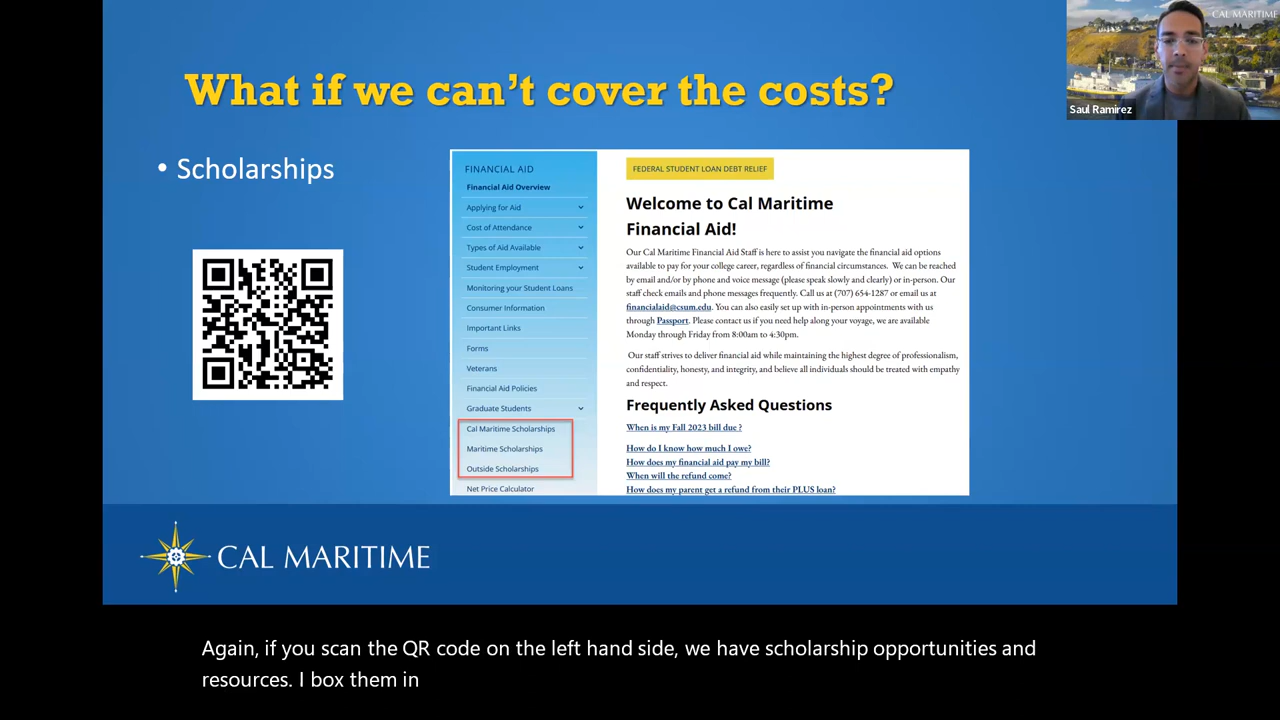 CAL MARITIME
Saul Ramirez
What if we can't cover the costs?
• Scholarships
FINANCIAL AID
Financial Aid Overview
Applying for Aid
Cost of Attendance
Types of Aid Available
Student Employment
Monitoring your Student Loans
Consumer Information
Important Links
Forms
Veterans
Financial Aid Policies
Graduate Students
Cal Maritime Scholarships
Maritime Scholarships
Outside Scholarships
Net Price Calculator
FEDERAL STUDENT LOAN DEBT RELIEF
Welcome to Cal Maritime
Financial Aid!
Our Cal Maritime Financial Aid Staff is here to assist you navigate the financial aid options
available to pay for your college career, regardless of financial circumstances. We can be reached
by email and/or by phone and voice message (please speak slowly and clearly) or in-person. Our
staff check emails and phone messages frequently. Call us at (707) 654-1287 or email us at
financialaid@csum.edu. You can also easily set up with in-person appointments with us
through Passport. Please contact us if you need help along your voyage, we are available
Monday through Friday from 8:00am to 4:30pm.
Our staff strives to deliver financial aid while maintaining the highest degree of professionalism,
confidentiality, honesty, and integrity, and believe all individuals should be treated with empathy
and respect.
Frequently Asked Questions
When is my Fall 2023 bill due ?
How do I know how much I owe?
How does my financial aid pay my bill?
When will the refund come?
How does my parent get a refund from their PLUS loan?
CAL MARITIME
Again, if you scan the QR code on the left hand side, we have scholarship opportunities and
resources. I box them in